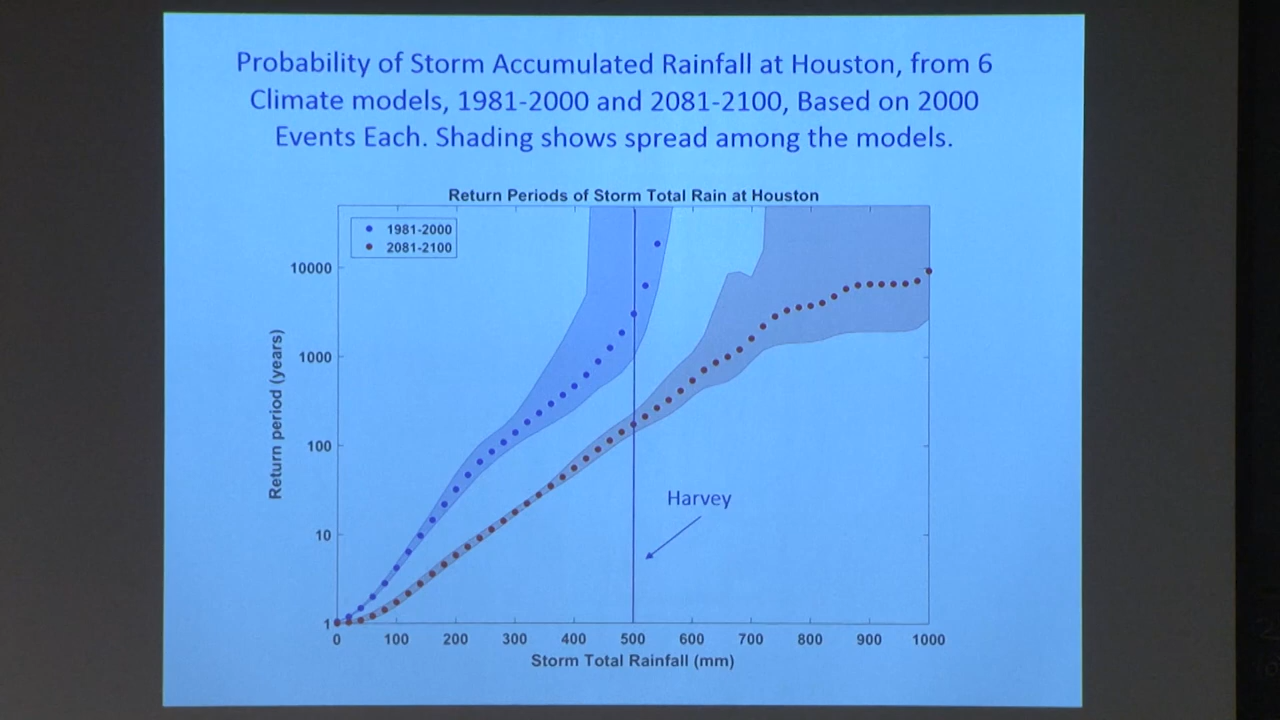 Probability of Storm Accumulated Rainfall at Houston, from 6
Climate models, 1981-2000 and 2081-2100, Based on 2000
Events Each. Shading shows spread among the models.
Return Periods of Storm Total Rain at Houston
1981-2000
2081-2100
10000
1000
100
10
1
Return period (years)
Harvey
0 100 200 300 400 500 600 700 800 900 1000
Storm Total Rainfall (mm)